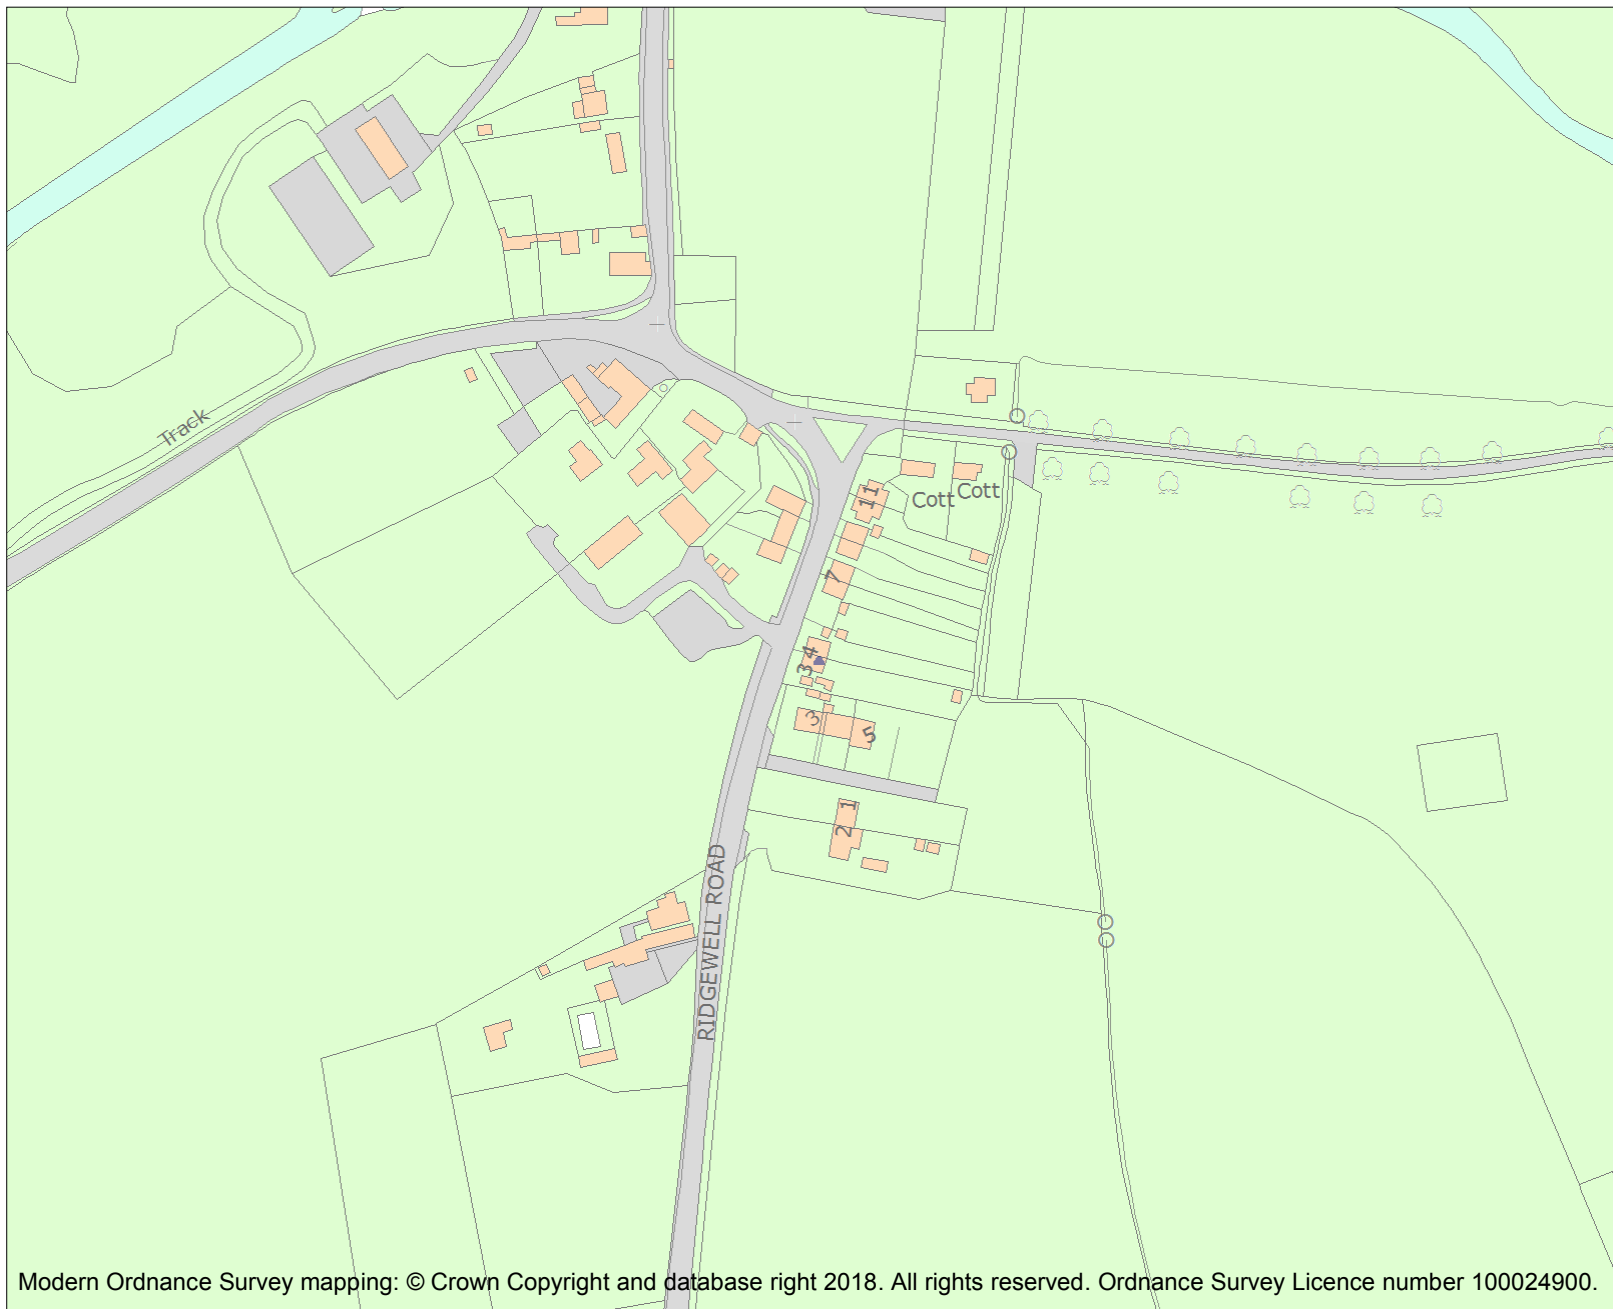 Track
11
Cott
Cott
7
3 4
3
5
1
2
RIDGEWELL ROAD
Modern Ordnance Survey mapping: © Crown Copyright and database right 2018. All rights reserved. Ordnance Survey Licence number 100024900.